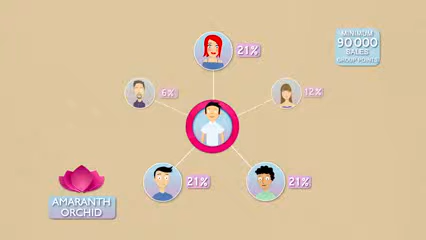 21%
MINIMUM
90'000
SALES
GROUP POINTS
6%
12%
21%
21%
AMARANTH
ORCHID